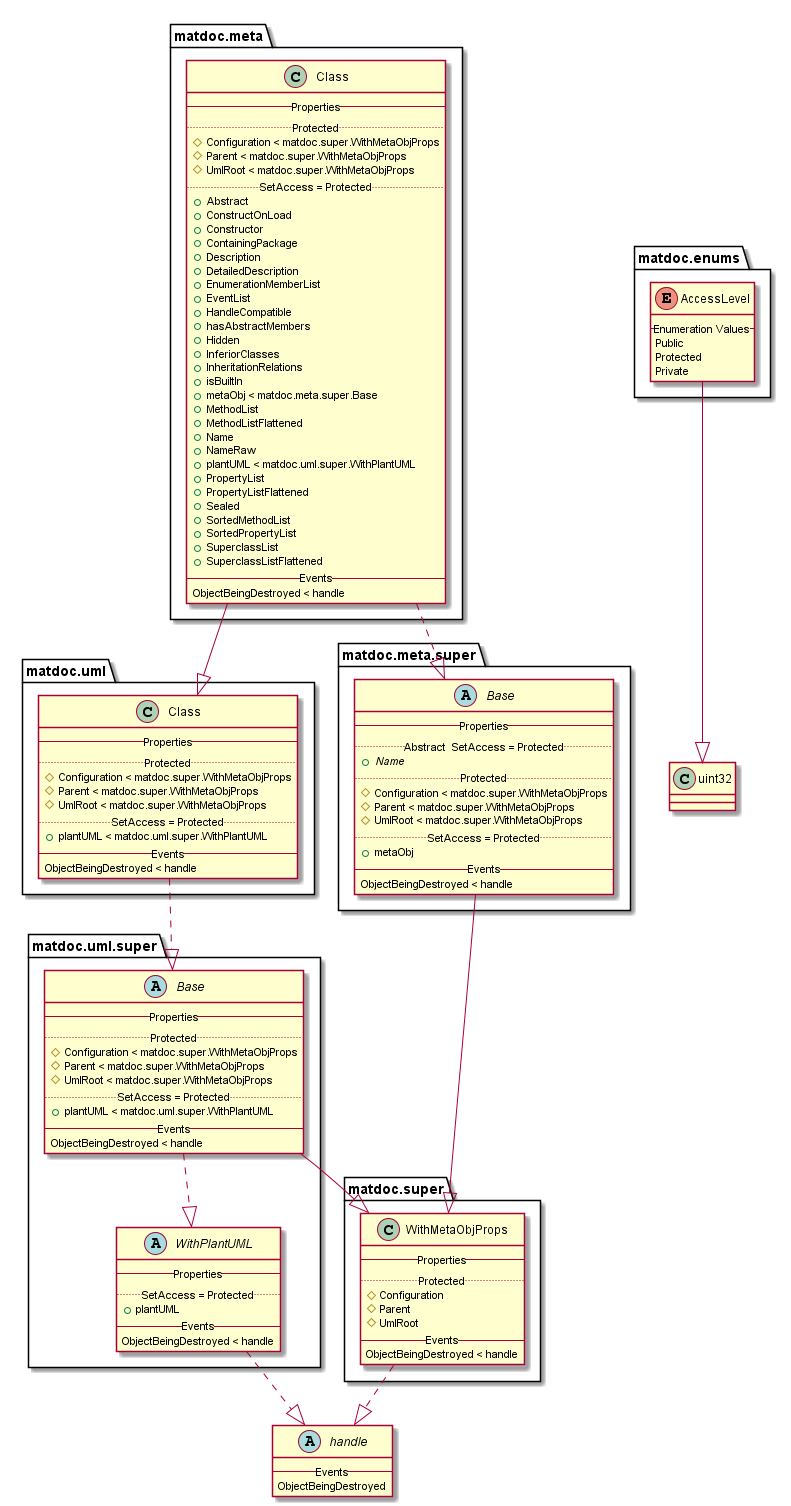 matdoc.meta
C Class
Properties
Protected
Configuration < matdoc.super.WithMetaObjProps
Parent < matdoc.super.WithMetaObjProps
UmlRoot < matdoc.super.WithMetaObjProps
SetAccess = Protected
Abstract
ConstructOnLoad
Constructor
ContainingPackage
Description
DetailedDescription
EnumerationMemberList
EventList
HandleCompatible
hasAbstractMembers
Hidden
InferiorClasses
InheritationRelations
isBuiltIn
metaObj < matdoc.meta.super.Base
MethodList
MethodListFlattened
Name
NameRaw
plantUML < matdoc.uml.super.WithPlantUML
PropertyList
PropertyListFlattened
Sealed
SortedMethodList
SortedPropertyList
SuperclassList
SuperclassListFlattened
Events
ObjectBeingDestroyed < handle
matdoc.enums
E AccessLevel
Enumeration Values
Public
Protected
Private
matdoc.uml
C Class
Properties
Protected
Configuration < matdoc.super.WithMetaObjProps
Parent < matdoc.super.WithMetaObjProps
UmlRoot < matdoc.super.WithMetaObjProps
SetAccess = Protected
plantUML < matdoc.uml.super.WithPlantUML
Events
ObjectBeingDestroyed < handle
matdoc.meta.super
A Base
Properties
Abstract SetAccess = Protected
Name
Protected
Configuration < matdoc.super.WithMetaObjProps
Parent < matdoc.super.WithMetaObjProps
UmlRoot < matdoc.super.WithMetaObjProps
SetAccess = Protected
metaObj
Events
ObjectBeingDestroyed < handle
C uint32
matdoc.uml.super
A Base
Properties
Protected
Configuration < matdoc.super.WithMetaObjProps
Parent < matdoc.super.WithMetaObjProps
UmlRoot < matdoc.super.WithMetaObjProps
SetAccess = Protected
plantUML < matdoc.uml.super.WithPlantUML
Events
ObjectBeingDestroyed < handle
A WithPlantUML
Properties
SetAccess = Protected
plantUML
Events
ObjectBeingDestroyed < handle
matdoc.super
C WithMetaObjProps
Properties
Protected
Configuration
Parent
UmlRoot
Events
ObjectBeingDestroyed < handle
A handle
Events
ObjectBeingDestroyed